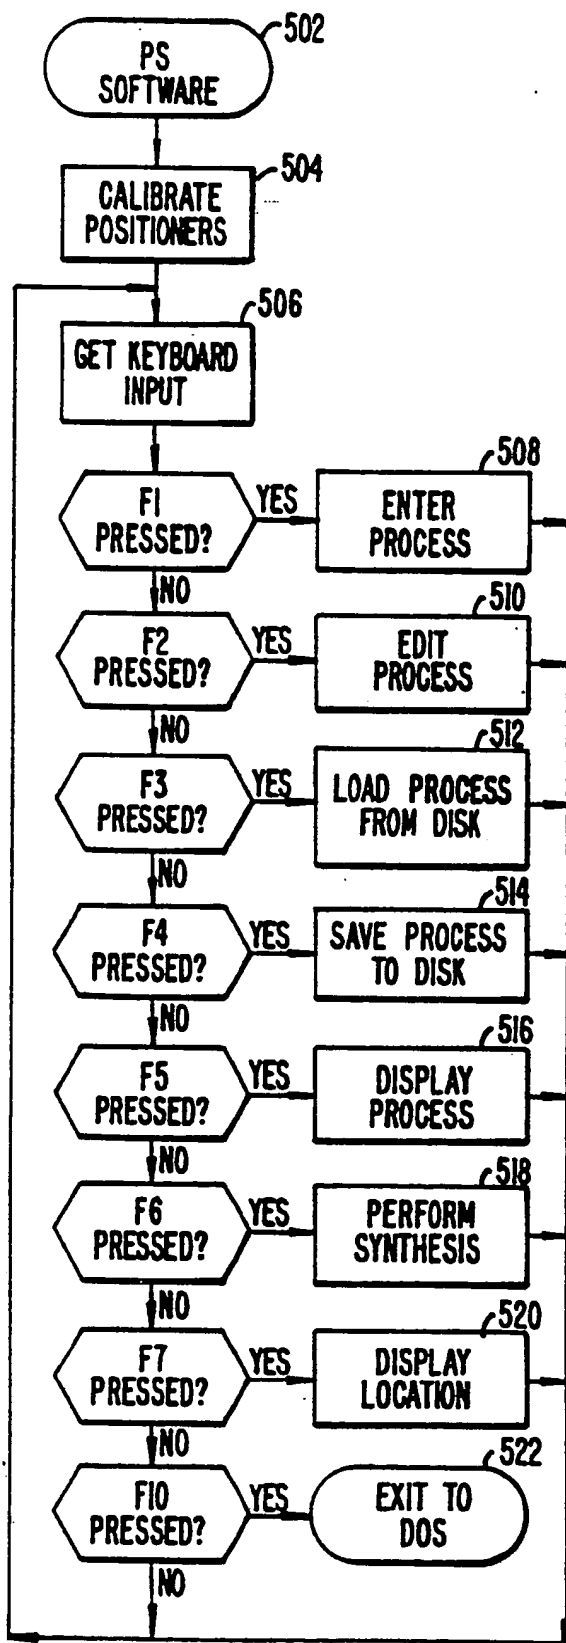 502
PS
SOFTWARE
504
CALIBRATE
POSITIONERS
506
GET KEYBOARD
INPUT
508
F1
PRESSED?
YES
ENTER
PROCESS
NO
510
F2
PRESSED?
YES
EDIT
PROCESS
NO
512
F3
PRESSED?
YES
LOAD PROCESS
FROM DISK
NO
514
F4
PRESSED?
YES
SAVE PROCESS
TO DISK
NO
516
F5
PRESSED?
YES
DISPLAY
PROCESS
NO
518
F6
PRESSED?
YES
PERFORM
SYNTHESIS
NO
520
F7
PRESSED?
YES
DISPLAY
LOCATION
NO
522
F10
PRESSED?
YES
EXIT TO
DOS
NO